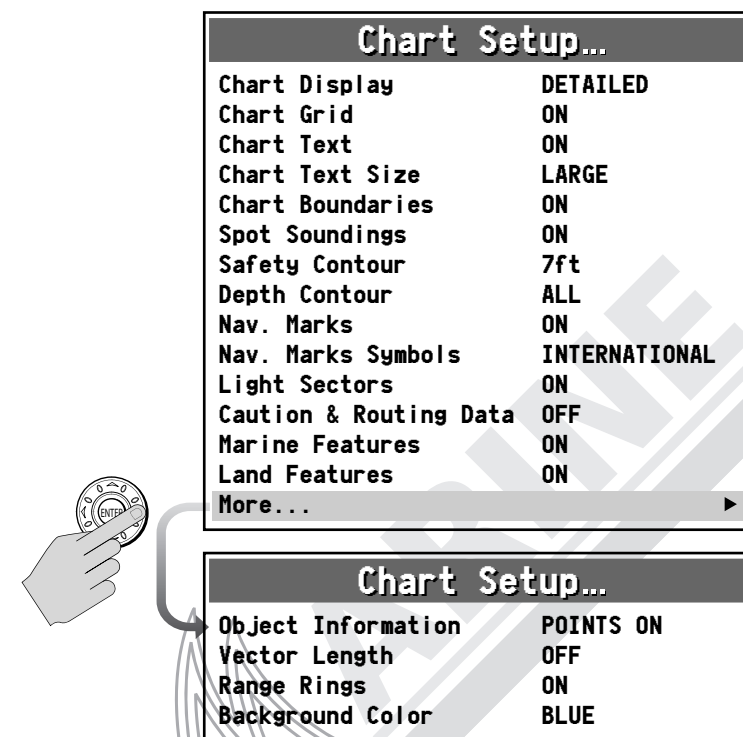 Chart Setup...
Chart Display DETAILED
Chart Grid ON
Chart Text ON
Chart Text Size LARGE
Chart Boundaries ON
Spot Soundings ON
Safety Contour 7ft
Depth Contour ALL
Nav. Marks ON
Nav. Marks Symbols INTERNATIONAL
Light Sectors ON
Caution & Routing Data OFF
Marine Features ON
Land Features ON
More... ►
ENTER
Chart Setup...
Object Information POINTS ON
Vector Length OFF
Range Rings ON
Background Color BLUE
ARINE